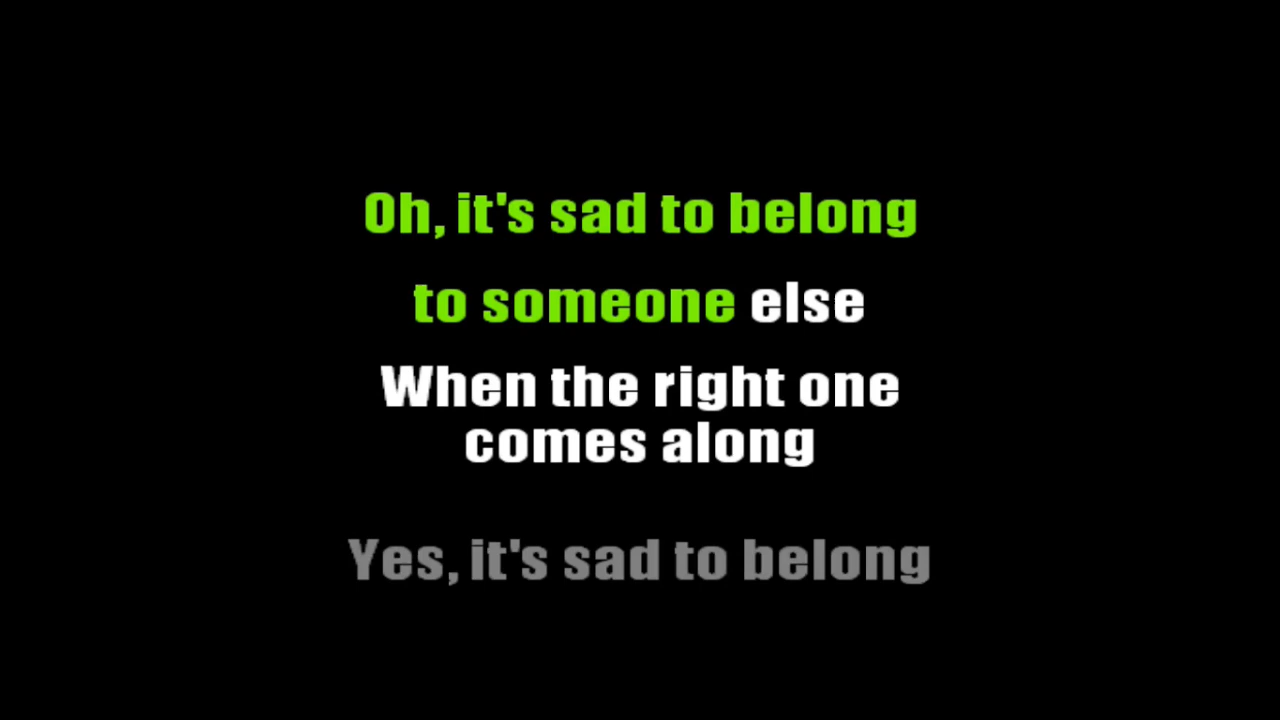 Oh, it's sad to belong
to someone else
When the right one
comes along
Yes, it's sad to belong